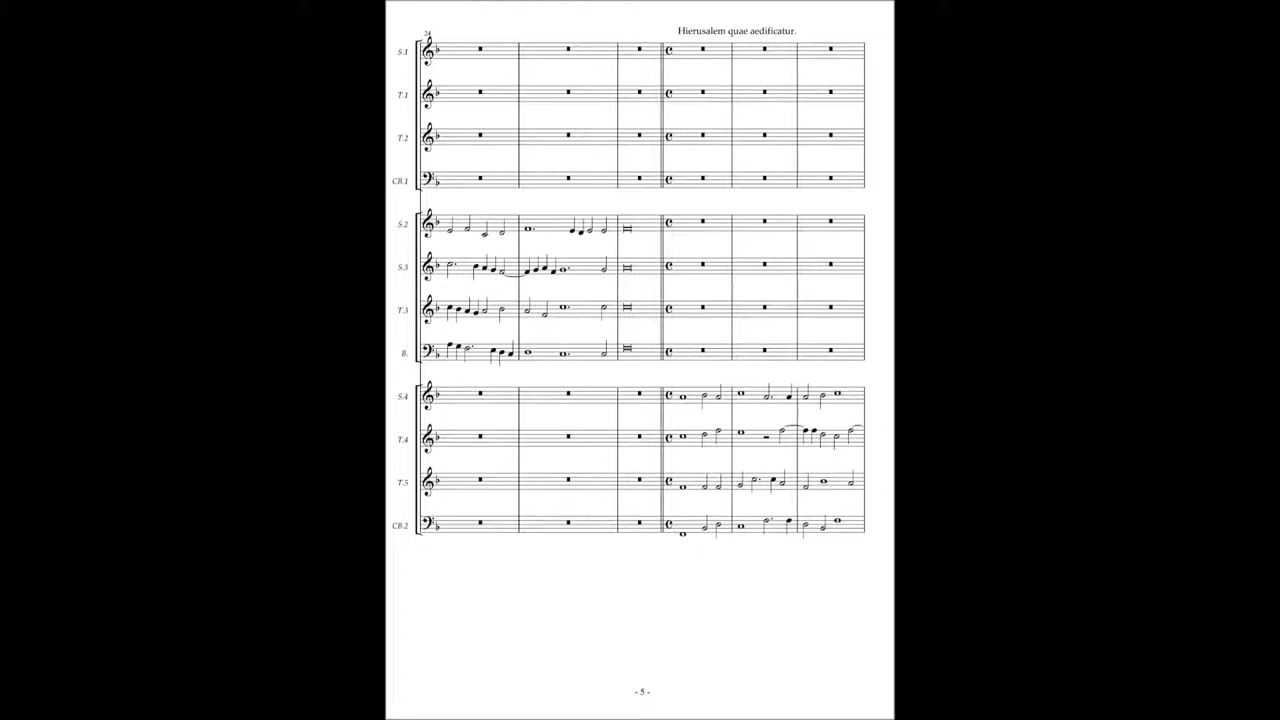 Hierusalem quae aedificatur.
24
S.1
T.1
T.2
CB.1
S.2
S.3
T.3
B.
S.4
T.4
T.5
CB.2
- 5 -